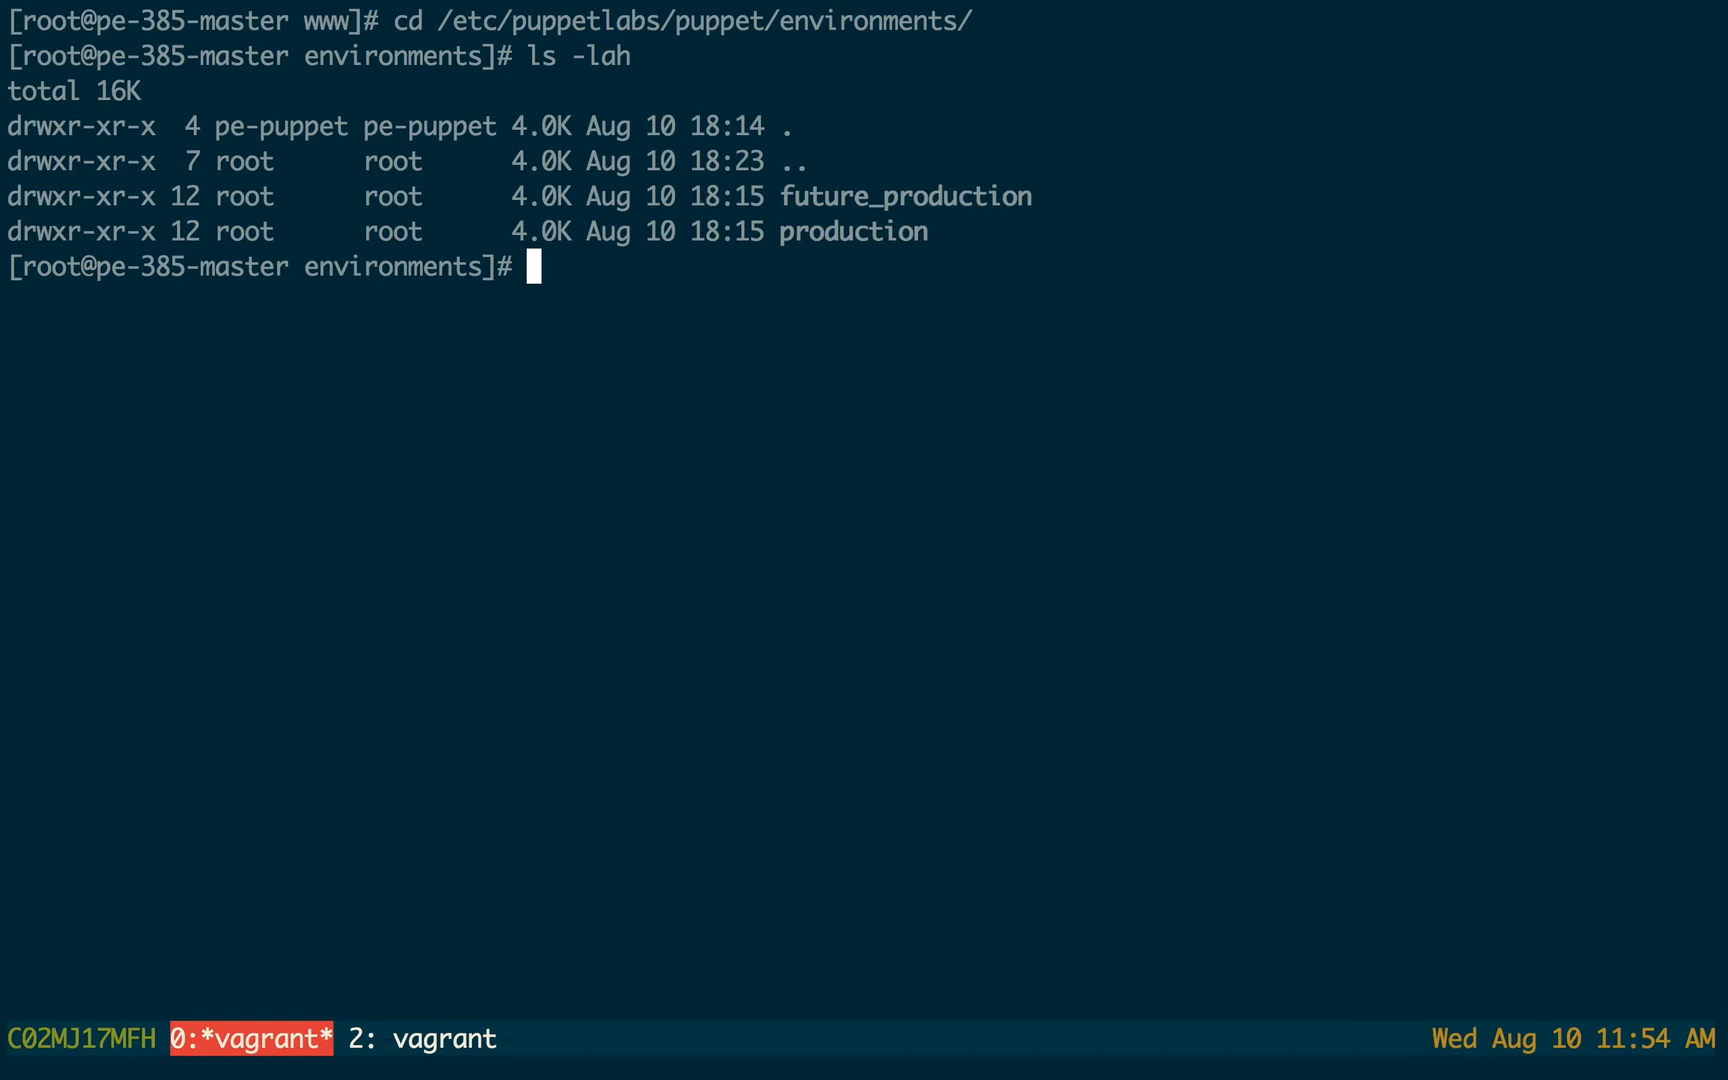 [root@pe-385-master www]# cd /etc/puppetlabs/puppet/environments/
[root@pe-385-master environments]# ls -lah
total 16K
drwxr-xr-x  4 pe-puppet pe-puppet 4.0K Aug 10 18:14 .
drwxr-xr-x  7 root      root      4.0K Aug 10 18:23 ..
drwxr-xr-x 12 root      root      4.0K Aug 10 18:15 future_production
drwxr-xr-x 12 root      root      4.0K Aug 10 18:15 production
[root@pe-385-master environments]#
C02MJ17MFH 0:*vagrant* 2: vagrant Wed Aug 10 11:54 AM